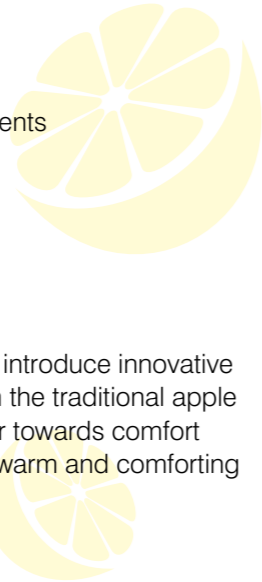 ents
introduce innovative
the traditional apple
towards comfort
warm and comforting